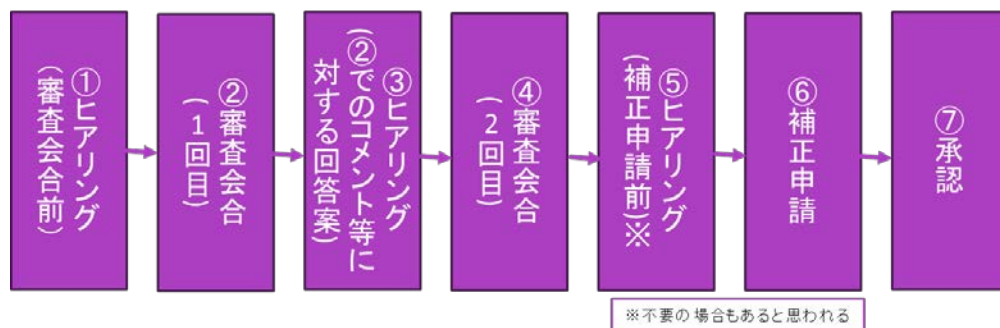 ①ヒアリング
(審査会合前)
②審査会合
(1回目)
③ヒアリング
(②でのコメント等に
対する回答案)
④審査会合
(2回目)
⑤ヒアリング
(補正申請前)※
⑥補正申請
⑦承認
※不要の場合もあると思われる